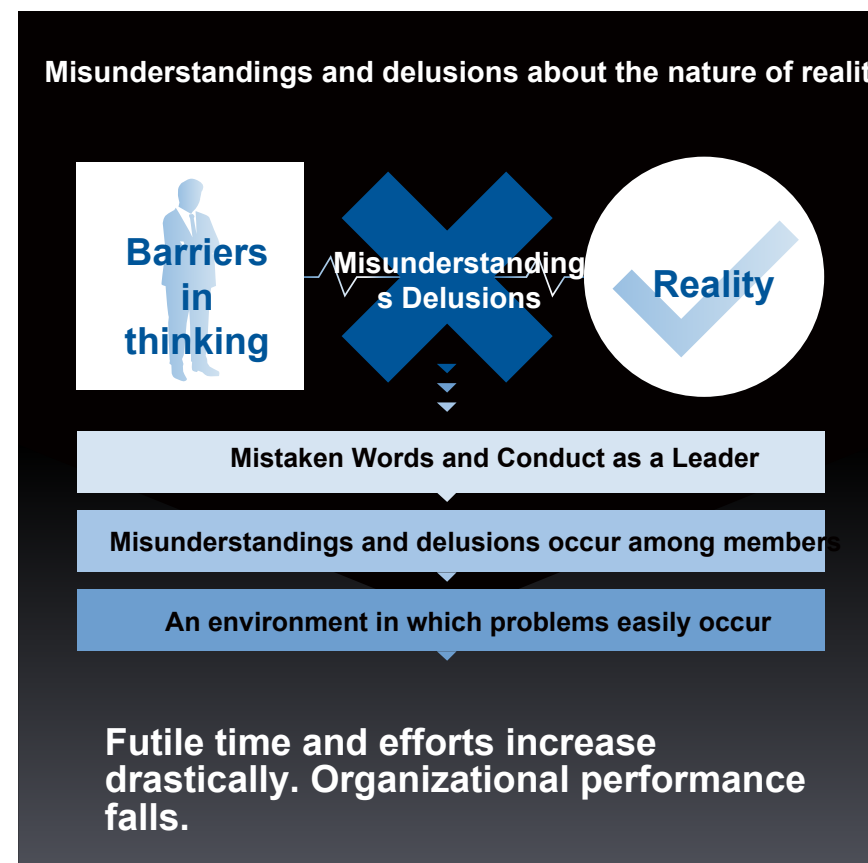 Misunderstandings and delusions about the nature of realit
Barriers
in
thinking
Misunderstanding
s Delusions
Reality
Mistaken Words and Conduct as a Leader
Misunderstandings and delusions occur among members
An environment in which problems easily occur
Futile time and efforts increase
drastically. Organizational performance
falls.